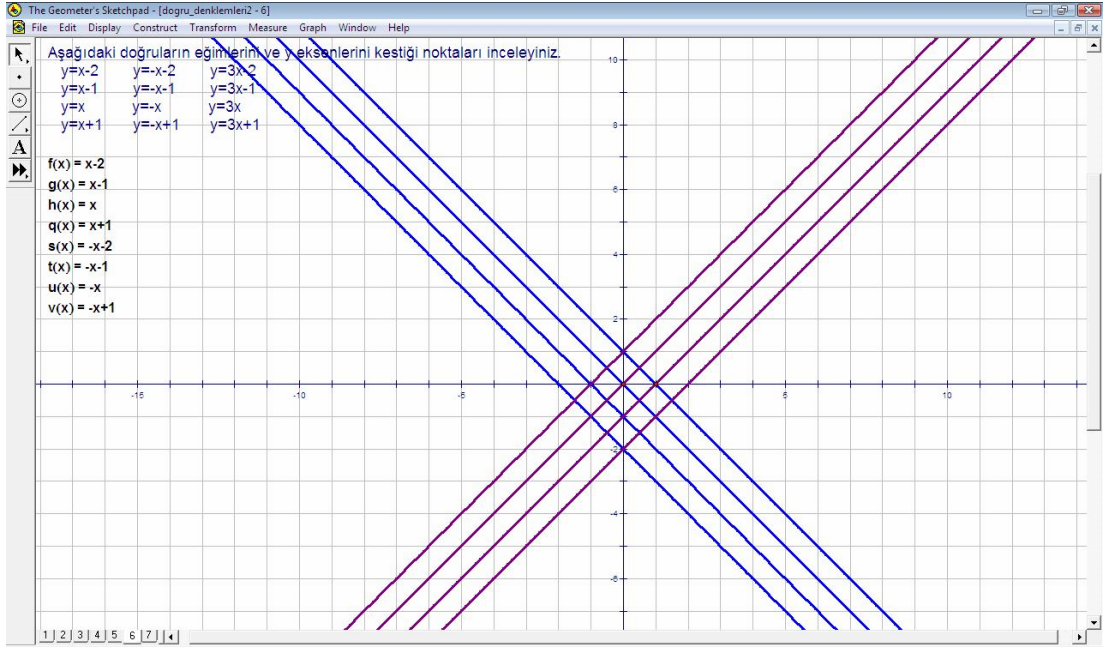 The Geometer's Sketchpad - [dogru_denklemleri2 - 6]
File Edit Display Construct Transform Measure Graph Window Help
Aşağıdaki doğruların eğimlerini ve y eksenlerini kestiği noktaları inceleyiniz.
y=x-2 y=-x-2 y=3x-2
y=x-1 y=-x-1 y=3x-1
y=x y=-x y=3x
y=x+1 y=-x+1 y=3x+1
f(x) = x-2
g(x) = x-1
h(x) = x
q(x) = x+1
s(x) = -x-2
t(x) = -x-1
u(x) = -x
v(x) = -x+1
10
8
6
4
2
-15 -10 -5 5 10
-2
-4
-6
A
1 2 3 4 5 6 7